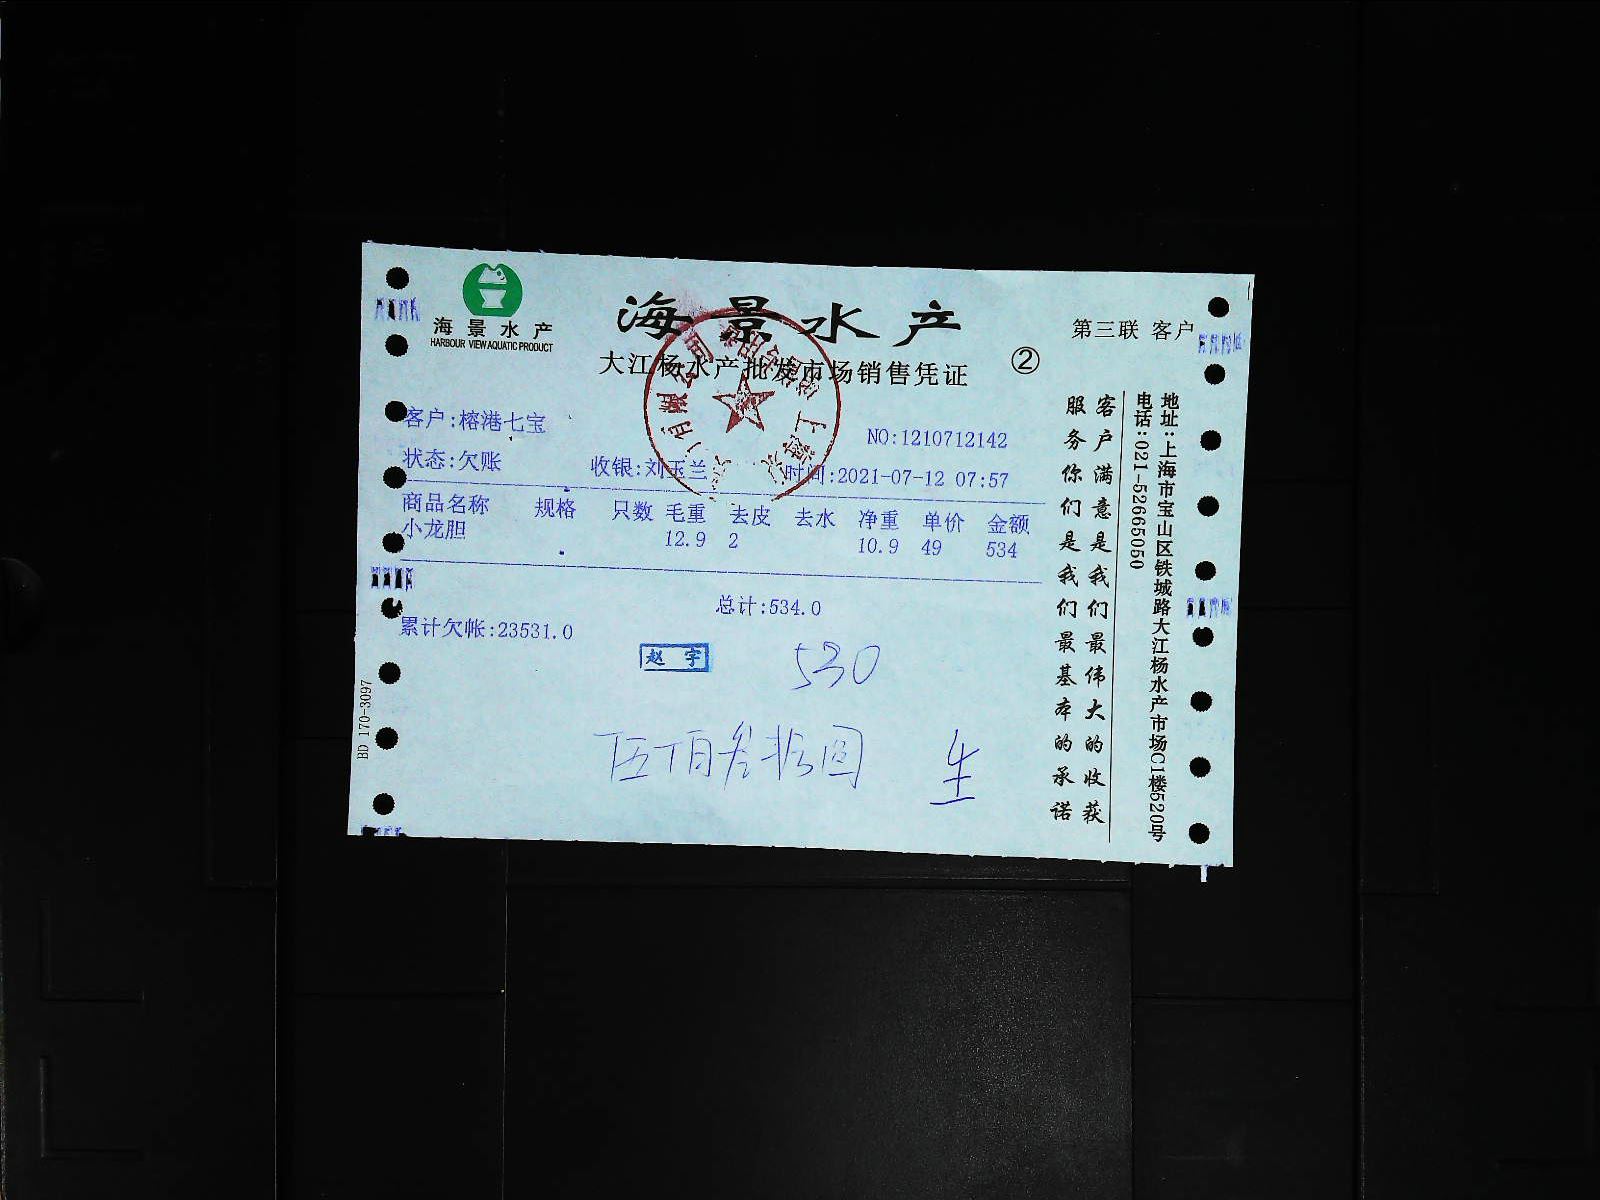 海景水产
HARBOUR VIEW AQUATIC PRODUCT
海景水产
大江杨水产批发市场销售凭证
②
第三联 客户
客户:榕港七宝
NO:1210712142
状态:欠账 收银:刘玉兰 时间:2021-07-12 07:57
商品名称 规格 只数 毛重 去皮 去水 净重 单价 金额
小龙胆 12.9 2 10.9 49 534
总计:534.0
累计欠帐:23531.0
赵宇
530
伍佰叁拾圆
生
BD 170-3097
客户满意是我们最伟大的收获
服务你们是我们最基本的承诺
地址:上海市宝山区铁城路大江杨水产市场C1楼520号
电话:021-52665050